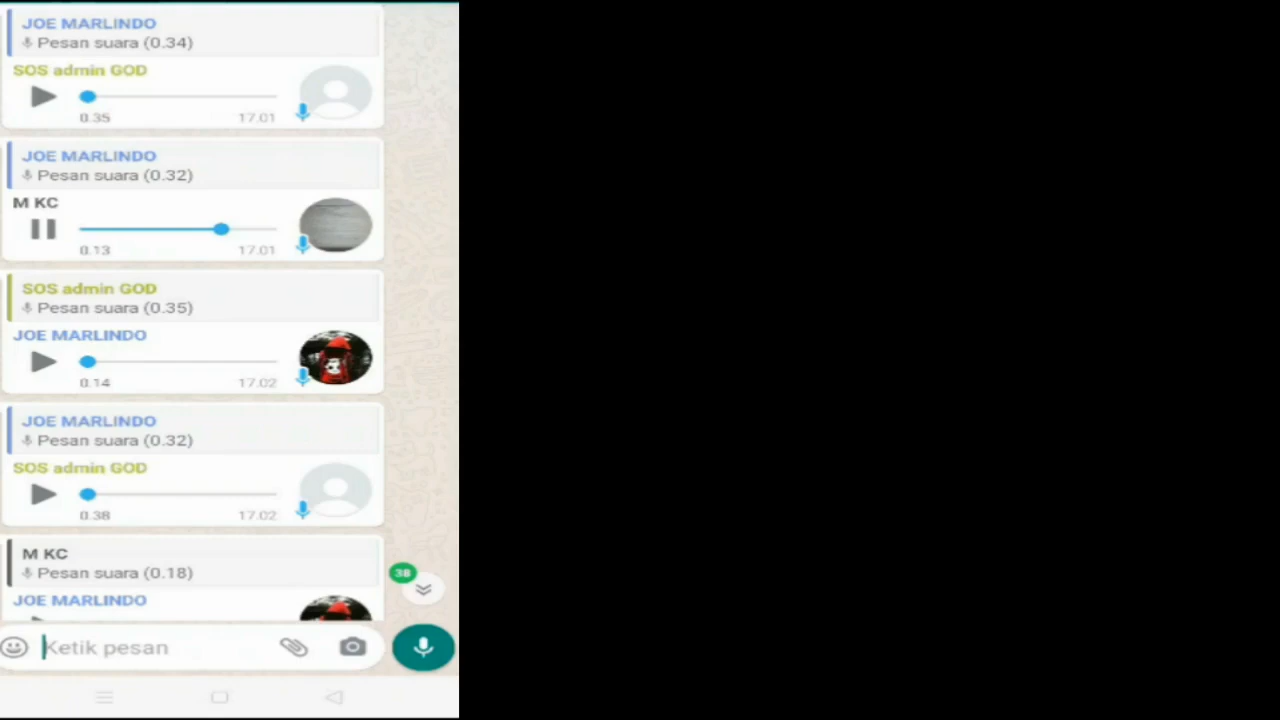 JOE MARLINDO
Pesan suara (0.34)
SOS admin GOD
0.35 17.01
JOE MARLINDO
Pesan suara (0.32)
M KC
0.13 17.01
SOS admin GOD
Pesan suara (0.35)
JOE MARLINDO
0.14 17.02
JOE MARLINDO
Pesan suara (0.32)
SOS admin GOD
0.38 17.02
M KC
Pesan suara (0.18)
38
JOE MARLINDO
Ketik pesan